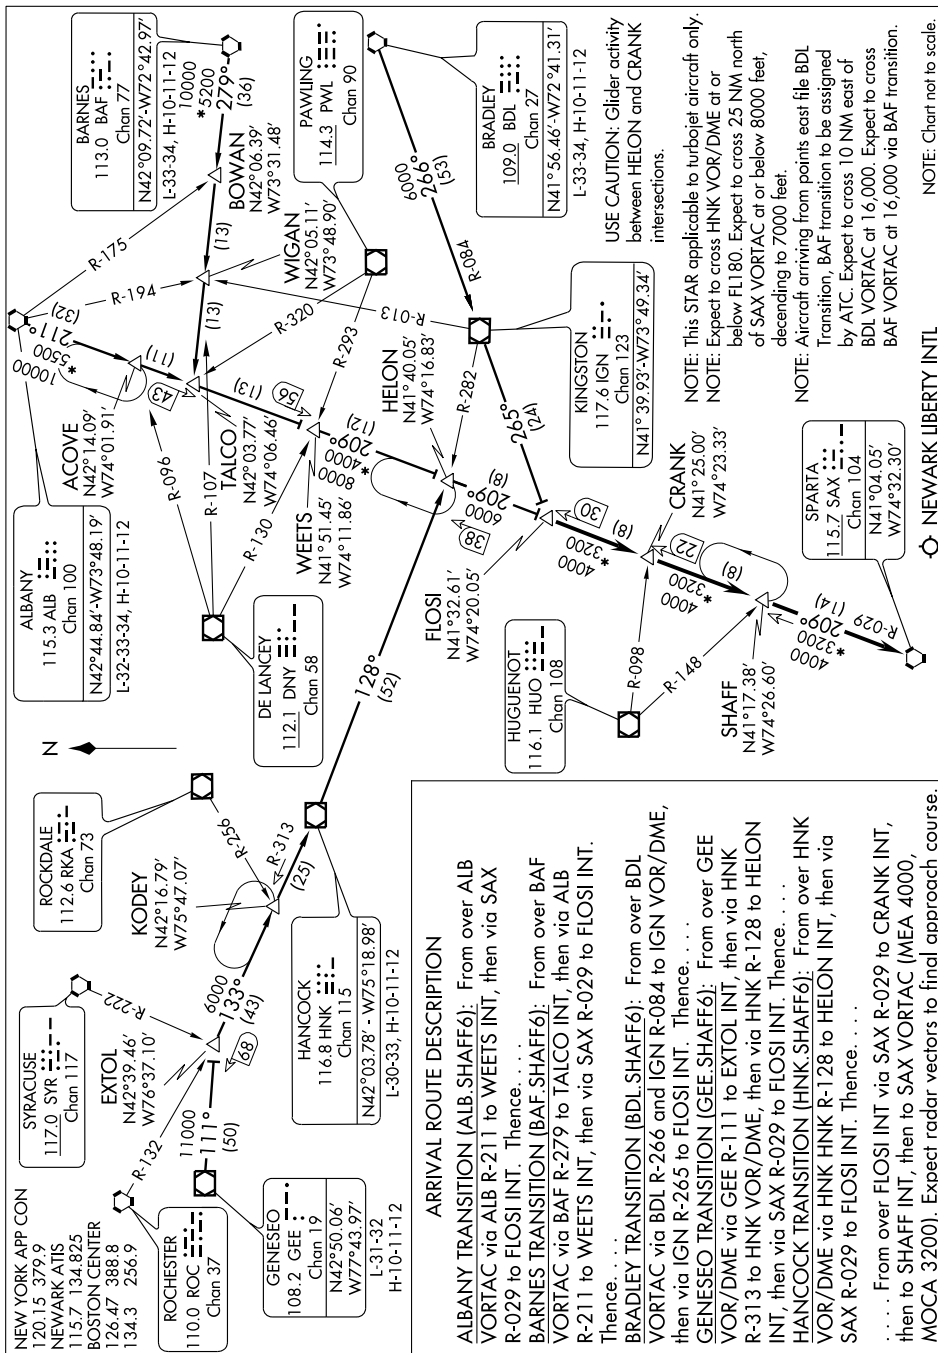 NEW YORK APP CON
120.15 379.9
NEWARK ATIS
115.7 134.825
BOSTON CENTER
126.47 388.8
134.3 256.9
SYRACUSE
117.0 SYR
Chan 117
ROCKDALE
112.6 RKA
Chan 73
ALBANY
115.3 ALB
Chan 100
N42°44.84'-W73°48.19'
L-32-33-34, H-10-11-12
BARNES
113.0 BAF
Chan 77
N42°09.72'-W72°42.97'
L-33-34, H-10-11-12
N
ROCHESTER
110.0 ROC
Chan 37
R-132
R-222
EXTOL
N42°39.46'
W76°37.10'
68
11000
111°
(50)
GENESEO
108.2 GEE
Chan 19
N42°50.06'
W77°43.97'
L-31-32
H-10-11-12
6000
133°
(43)
KODEY
N42°16.79'
W75°47.07'
R-256
R-313
(25)
HANCOCK
116.8 HNK
Chan 115
N42°03.78' - W75°18.98'
L-30-33, H-10-11-12
128°
(52)
DE LANCEY
112.1 DNY
Chan 58
R-096
R-107
R-130
10000
*5500
211°
(32)
R-194
R-175
ACOVE
N42°14.09'
W74°01.91'
(11)
43
TALCO
N42°03.77'
W74°06.46'
(13)
10000
*5200
279°
(36)
BOWAN
N42°06.39'
W73°31.48'
(13)
WIGAN
N42°05.11'
W73°48.90'
(13)
PAWLING
114.3 PWL
Chan 90
R-320
R-293
56
WEETS
N41°51.45'
W74°11.86'
8000
*4000
209°
(12)
HELON
N41°40.05'
W74°16.83'
R-282
R-013
38
6000
209°
(8)
BRADLEY
109.0 BDL
Chan 27
N41°56.46'-W72°41.31'
L-33-34, H-10-11-12
6000
266°
(53)
R-084
KINGSTON
117.6 IGN
Chan 123
N41°39.93'-W73°49.34'
265°
(24)
FLOSI
N41°32.61'
W74°20.05'
30
4000
*3200
(8)
CRANK
N41°25.00'
W74°23.33'
22
4000
*3200
(8)
HUGUENOT
116.1 HUO
Chan 108
R-098
R-148
SHAFF
N41°17.38'
W74°26.60'
4000
*3200
209°
(14)
R-029
SPARTA
115.7 SAX
Chan 104
N41°04.05'
W74°32.30'
NEWARK LIBERTY INTL
USE CAUTION: Glider activity
between HELON and CRANK
intersections.
NOTE: This STAR applicable to turbojet aircraft only.
NOTE: Expect to cross HNK VOR/DME at or
below FL180. Expect to cross 25 NM north
of SAX VORTAC at or below 8000 feet,
decending to 7000 feet.
NOTE: Aircraft arriving from points east file BDL
Transition, BAF transition to be assigned
by ATC. Expect to cross 10 NM east of
BDL VORTAC at 16,000. Expect to cross
BAF VORTAC at 16,000 via BAF transition.
NOTE: Chart not to scale.
ARRIVAL ROUTE DESCRIPTION
ALBANY TRANSITION (ALB.SHAFF6): From over ALB
VORTAC via ALB R-211 to WEETS INT, then via SAX
R-029 to FLOSI INT. Thence. . . .
BARNES TRANSITION (BAF.SHAFF6): From over BAF
VORTAC via BAF R-279 to TALCO INT, then via ALB
R-211 to WEETS INT, then via SAX R-029 to FLOSI INT.
Thence. . . .
BRADLEY TRANSITION (BDL.SHAFF6): From over BDL
VORTAC via BDL R-266 and IGN R-084 to IGN VOR/DME,
then via IGN R-265 to FLOSI INT. Thence. . . .
GENESEO TRANSITION (GEE.SHAFF6): From over GEE
VOR/DME via GEE R-111 to EXTOL INT, then via HNK
R-313 to HNK VOR/DME, then via HNK R-128 to HELON
INT, then via SAX R-029 to FLOSI INT. Thence. . . .
HANCOCK TRANSITION (HNK.SHAFF6): From over HNK
VOR/DME via HNK R-128 to HELON INT, then via
SAX R-029 to FLOSI INT. Thence. . . .
. . . . From over FLOSI INT via SAX R-029 to CRANK INT,
then to SHAFF INT, then to SAX VORTAC (MEA 4000,
MOCA 3200). Expect radar vectors to final approach course.